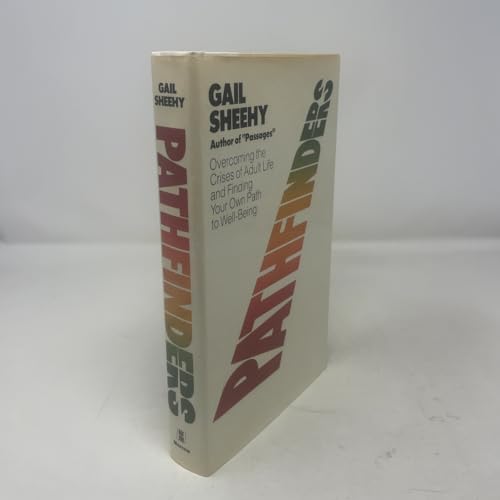 GAIL
SHEEHY
PATHFINDERS
Morrow
GAIL
SHEEHY
Author of "Passages"
Overcoming the
Crises of Adult Life
and Finding
Your Own Path
to Well-Being
PATHFINDERS